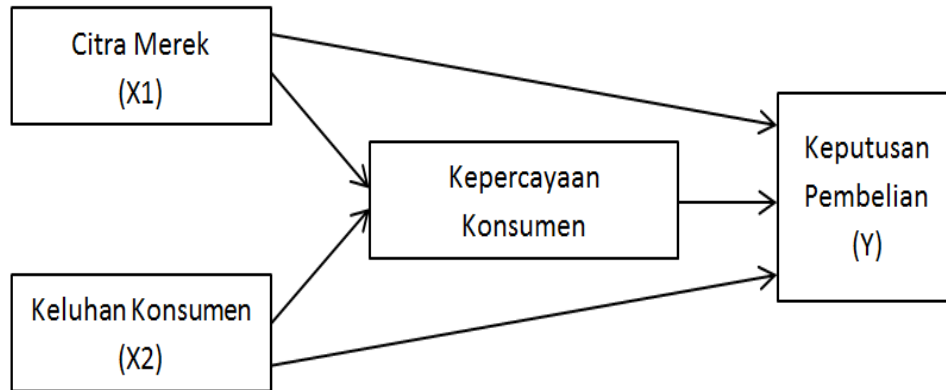 Citra Merek
(X1)
Kepercayaan
Konsumen
Keputusan
Pembelian
(Y)
Keluhan Konsumen
(X2)